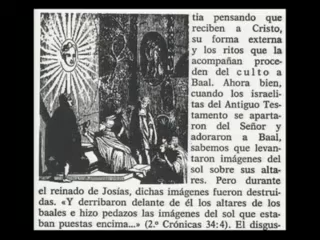 tia pensando que
reciben a Cristo,
su forma externa
y los ritos que la
acompañan proce-
den del culto a
Baal. Ahora bien,
cuando los israeli-
tas del Antiguo Tes-
tamento se aparta-
ron del Señor y
adoraron a Baal,
sabemos que levan-
taron imágenes del
sol sobre sus alta-
res. Pero durante
el reinado de Josías, dichas imágenes fueron destrui-
das. «Y derribaron delante de él los altares de los
baales e hizo pedazos las imágenes del sol que esta-
ban puestas encima...» (2.º Crónicas 34:4). El disgus-